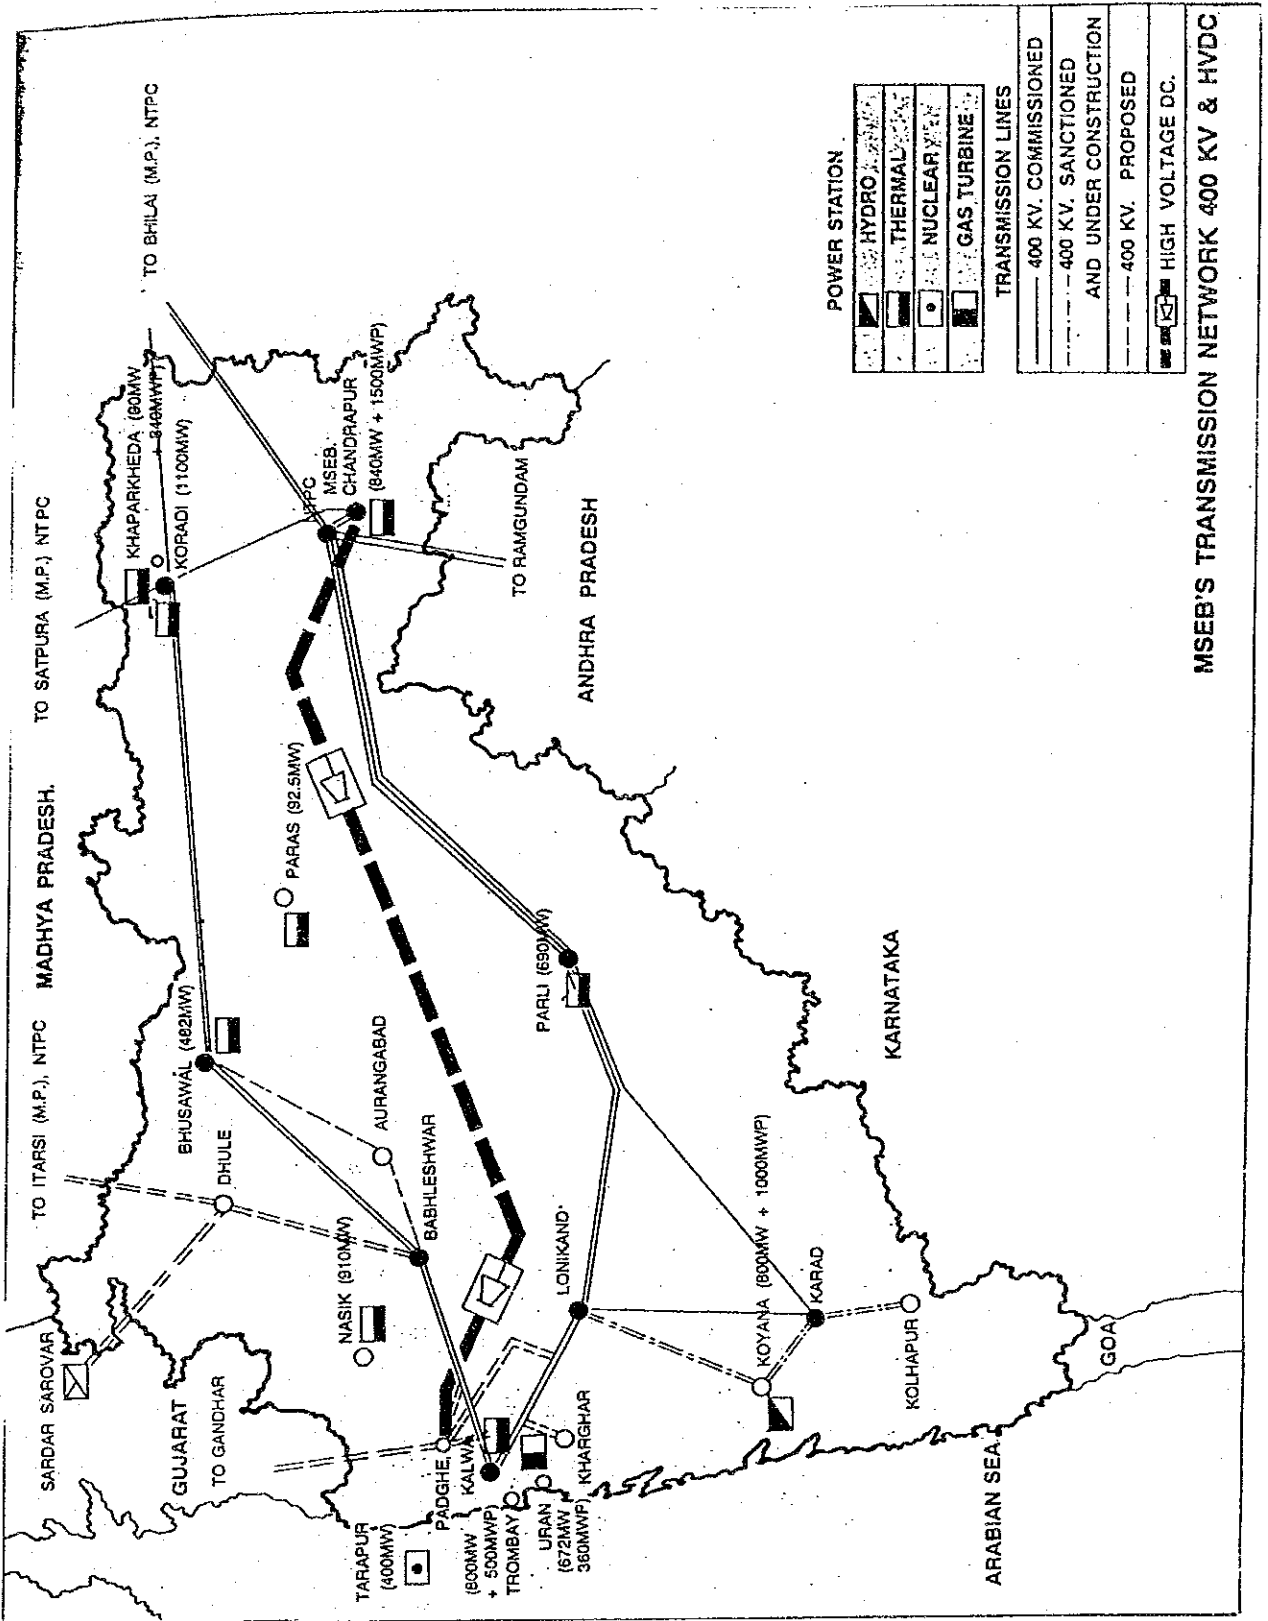 TO ITARSI (M.P.), NTPC
MADHYA PRADESH.
TO SATPURA (M.P.) NTPC
TO BHILAI (M.P.), NTPC
SARDAR SAROVAR
GUJARAT
TO GANDHAR
DHULE
BHUSAWAL (482MW)
KHAPARKHEDA (90MW
+ 840MWP)
KORADI (1100MW)
NTPC
MSEB.
CHANDRAPUR
(840MW + 1500MWP)
TO RAMGUNDAM
ANDHRA PRADESH
PARAS (92.5MW)
AURANGABAD
BABHLESHWAR
NASIK (910MW)
PARLI (690MW)
TARAPUR
(400MW)
PADGHE
KALWA
(800MW
+ 500MWP)
TROMBAY
URAN
(672MW
360MWP)
KHARGHAR
LONIKAND
KOYANA (800MW + 1000MWP)
KARAD
KOLHAPUR
KARNATAKA
GOA
ARABIAN SEA
POWER STATION
HYDRO
THERMAL
NUCLEAR
GAS TURBINE
TRANSMISSION LINES
400 KV. COMMISSIONED
400 KV. SANCTIONED
AND UNDER CONSTRUCTION
400 KV. PROPOSED
HIGH VOLTAGE DC.
MSEB'S TRANSMISSION NETWORK 400 KV & HVDC